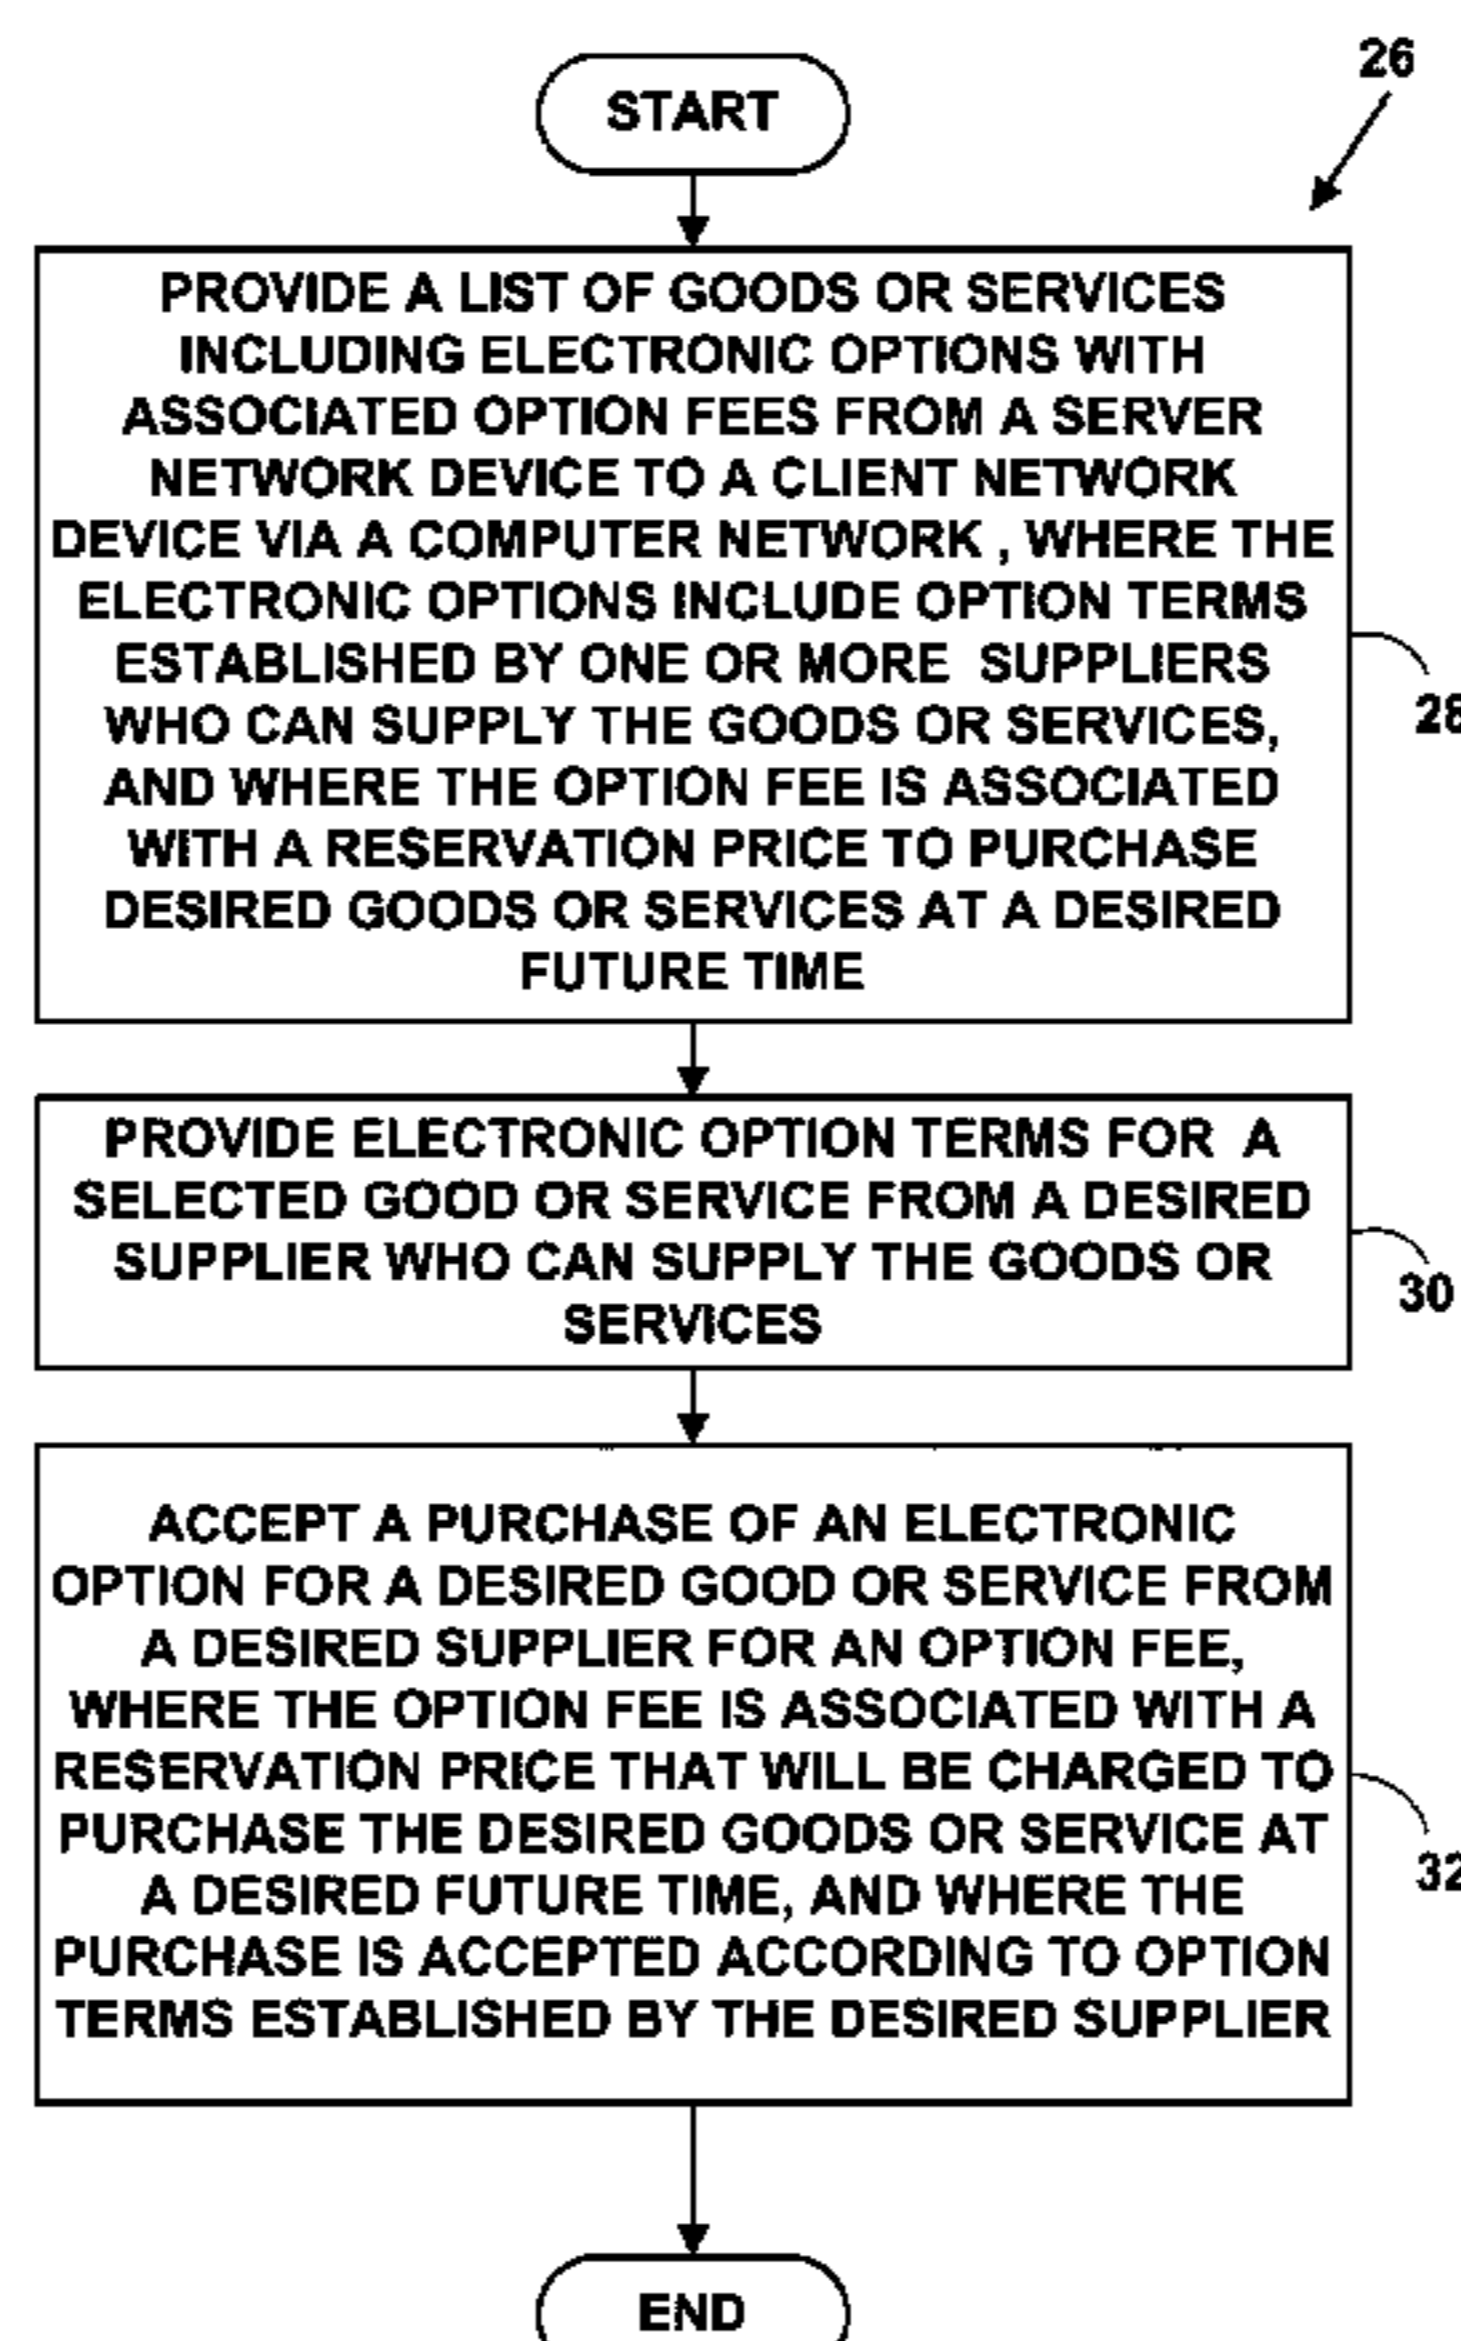 START
26
PROVIDE A LIST OF GOODS OR SERVICES
INCLUDING ELECTRONIC OPTIONS WITH
ASSOCIATED OPTION FEES FROM A SERVER
NETWORK DEVICE TO A CLIENT NETWORK
DEVICE VIA A COMPUTER NETWORK , WHERE THE
ELECTRONIC OPTIONS INCLUDE OPTION TERMS
ESTABLISHED BY ONE OR MORE SUPPLIERS
WHO CAN SUPPLY THE GOODS OR SERVICES,
AND WHERE THE OPTION FEE IS ASSOCIATED
WITH A RESERVATION PRICE TO PURCHASE
DESIRED GOODS OR SERVICES AT A DESIRED
FUTURE TIME
28
PROVIDE ELECTRONIC OPTION TERMS FOR A
SELECTED GOOD OR SERVICE FROM A DESIRED
SUPPLIER WHO CAN SUPPLY THE GOODS OR
SERVICES
30
ACCEPT A PURCHASE OF AN ELECTRONIC
OPTION FOR A DESIRED GOOD OR SERVICE FROM
A DESIRED SUPPLIER FOR AN OPTION FEE,
WHERE THE OPTION FEE IS ASSOCIATED WITH A
RESERVATION PRICE THAT WILL BE CHARGED TO
PURCHASE THE DESIRED GOODS OR SERVICE AT
A DESIRED FUTURE TIME, AND WHERE THE
PURCHASE IS ACCEPTED ACCORDING TO OPTION
TERMS ESTABLISHED BY THE DESIRED SUPPLIER
32
END